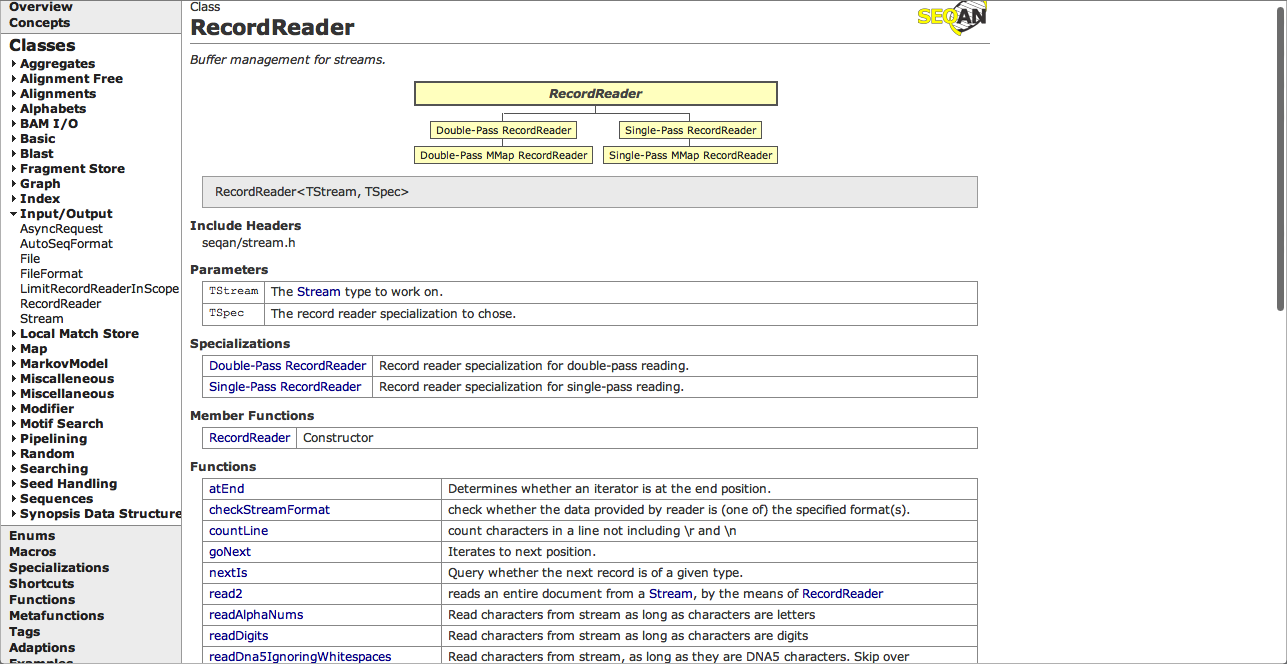 Overview
Concepts
Classes
Aggregates
Alignment Free
Alignments
Alphabets
BAM I/O
Basic
Blast
Fragment Store
Graph
Index
Input/Output
AsyncRequest
AutoSeqFormat
File
FileFormat
LimitRecordReaderInScope
RecordReader
Stream
Local Match Store
Map
MarkovModel
Miscalleneous
Miscellaneous
Modifier
Motif Search
Pipelining
Random
Searching
Seed Handling
Sequences
Synopsis Data Structure
Enums
Macros
Specializations
Shortcuts
Functions
Metafunctions
Tags
Adaptions
Examples
Class
RecordReader
SEQAN
Buffer management for streams.
RecordReader
Double-Pass RecordReader Single-Pass RecordReader
Double-Pass MMap RecordReader Single-Pass MMap RecordReader
RecordReader<TStream, TSpec>
Include Headers
seqan/stream.h
Parameters
TStream The Stream type to work on.
TSpec The record reader specialization to chose.
Specializations
Double-Pass RecordReader Record reader specialization for double-pass reading.
Single-Pass RecordReader Record reader specialization for single-pass reading.
Member Functions
RecordReader Constructor
Functions
atEnd Determines whether an iterator is at the end position.
checkStreamFormat check whether the data provided by reader is (one of) the specified format(s).
countLine count characters in a line not including \r and \n
goNext Iterates to next position.
nextIs Query whether the next record is of a given type.
read2 reads an entire document from a Stream, by the means of RecordReader
readAlphaNums Read characters from stream as long as characters are letters
readDigits Read characters from stream as long as characters are digits
readDna5IgnoringWhitespaces Read characters from stream, as long as they are DNA5 characters. Skip over